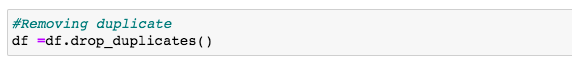 #Removing duplicate
df =df.drop_duplicates()